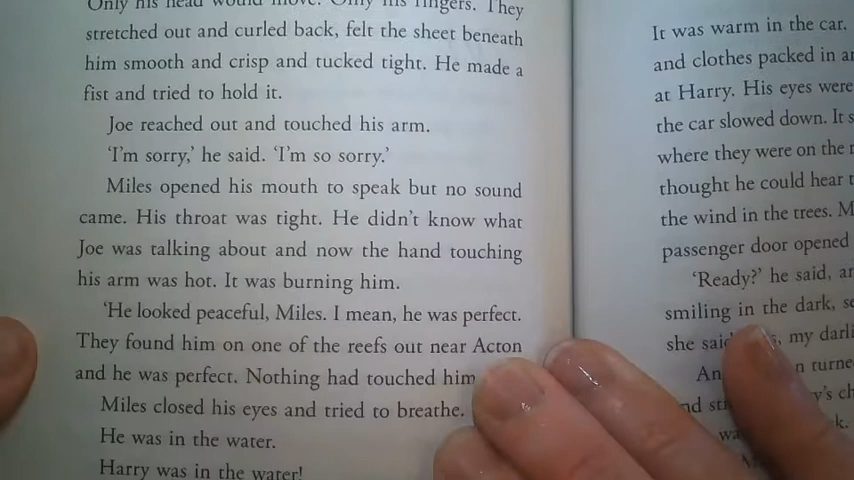 Only his head would move. Only his fingers. They
stretched out and curled back, felt the sheet beneath
him smooth and crisp and tucked tight. He made a
fist and tried to hold it.
Joe reached out and touched his arm.
‘I’m sorry,’ he said. ‘I’m so sorry.’
Miles opened his mouth to speak but no sound
came. His throat was tight. He didn’t know what
Joe was talking about and now the hand touching
his arm was hot. It was burning him.
‘He looked peaceful, Miles. I mean, he was perfect.
They found him on one of the reefs out near Acton
and he was perfect. Nothing had touched him
Miles closed his eyes and tried to breathe.
He was in the water.
Harry was in the water!
It was warm in the car.
and clothes packed in
at Harry. His eyes were
the car slowed down. It
where they were on the
thought he could hear
the wind in the trees.
passenger door opened
‘Ready?’ he said,
smiling in the dark,
she said my
turne